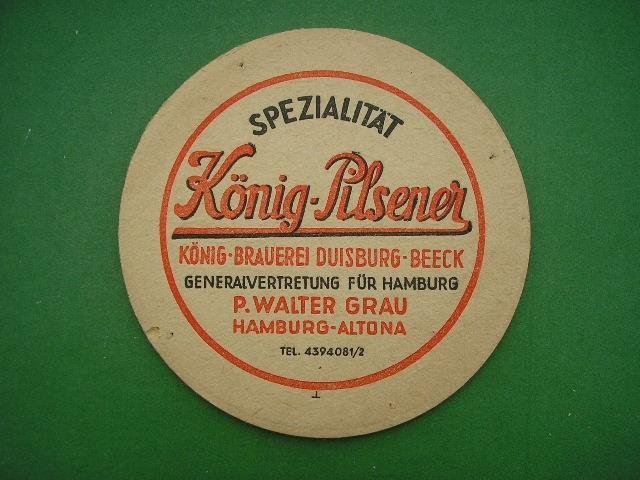 SPEZIALITÄT
König-Pilsener
KÖNIG-BRAUEREI DUISBURG-BEECK
GENERALVERTRETUNG FÜR HAMBURG
P. WALTER GRAU
HAMBURG-ALTONA
TEL. 4394081/2